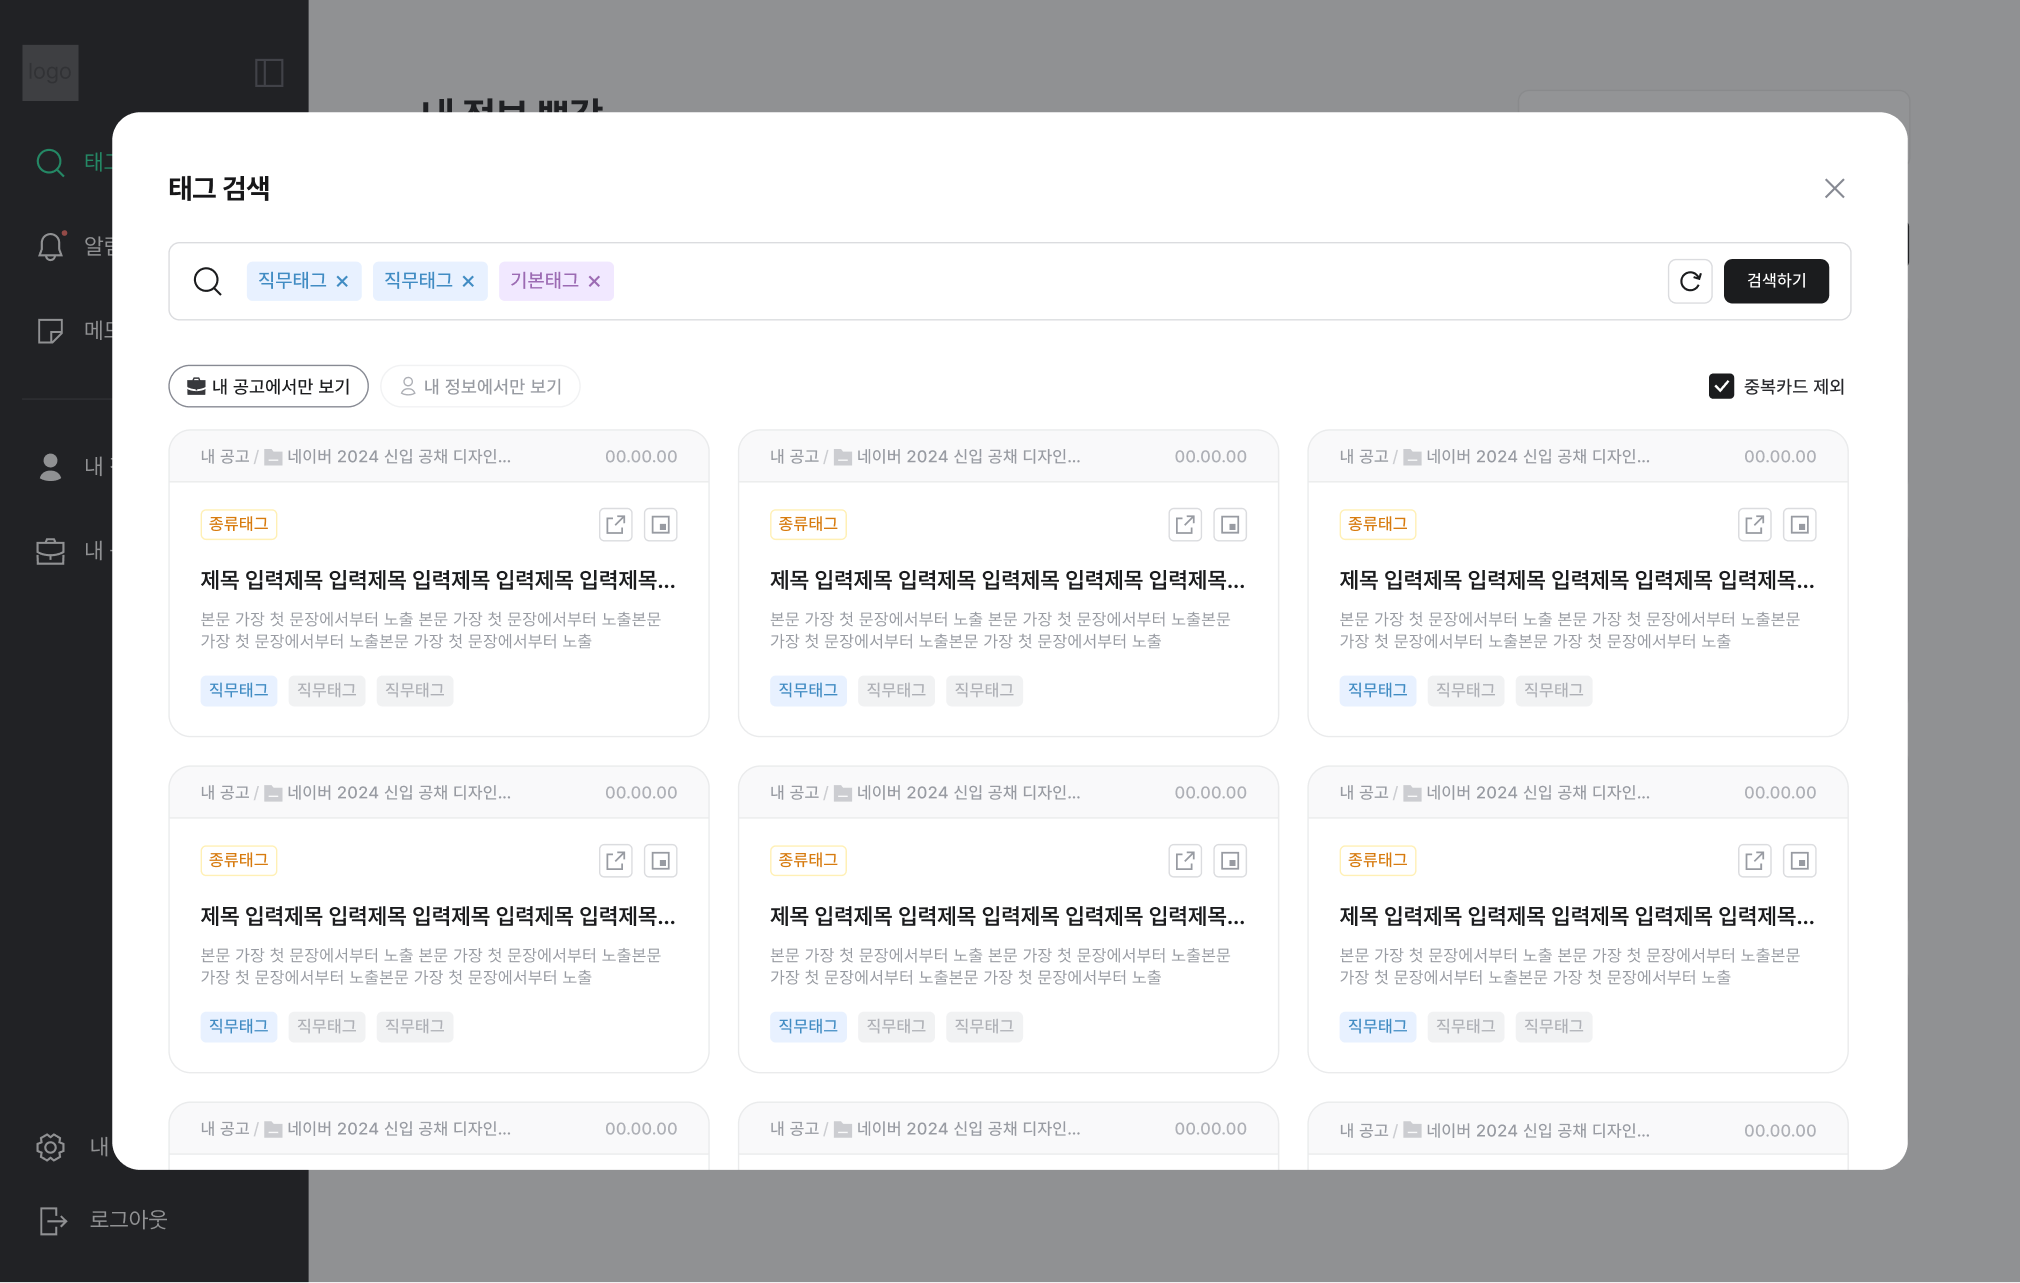 logo
내 정보 빽간
태그 검색
직무태그 직무태그 기본태그 검색하기
내 공고에서만 보기 내 정보에서만 보기 중복카드 제외
내 공고 / 네이버 2024 신입 공채 디자인... 00.00.00
종류태그
제목 입력제목 입력제목 입력제목 입력제목 입력제목...
본문 가장 첫 문장에서부터 노출 본문 가장 첫 문장에서부터 노출본문
가장 첫 문장에서부터 노출본문 가장 첫 문장에서부터 노출
직무태그 직무태그 직무태그
내 공고 / 네이버 2024 신입 공채 디자인... 00.00.00
종류태그
제목 입력제목 입력제목 입력제목 입력제목 입력제목...
본문 가장 첫 문장에서부터 노출 본문 가장 첫 문장에서부터 노출본문
가장 첫 문장에서부터 노출본문 가장 첫 문장에서부터 노출
직무태그 직무태그 직무태그
내 공고 / 네이버 2024 신입 공채 디자인... 00.00.00
종류태그
제목 입력제목 입력제목 입력제목 입력제목 입력제목...
본문 가장 첫 문장에서부터 노출 본문 가장 첫 문장에서부터 노출본문
가장 첫 문장에서부터 노출본문 가장 첫 문장에서부터 노출
직무태그 직무태그 직무태그
내 공고 / 네이버 2024 신입 공채 디자인... 00.00.00
종류태그
제목 입력제목 입력제목 입력제목 입력제목 입력제목...
본문 가장 첫 문장에서부터 노출 본문 가장 첫 문장에서부터 노출본문
가장 첫 문장에서부터 노출본문 가장 첫 문장에서부터 노출
직무태그 직무태그 직무태그
내 공고 / 네이버 2024 신입 공채 디자인... 00.00.00
종류태그
제목 입력제목 입력제목 입력제목 입력제목 입력제목...
본문 가장 첫 문장에서부터 노출 본문 가장 첫 문장에서부터 노출본문
가장 첫 문장에서부터 노출본문 가장 첫 문장에서부터 노출
직무태그 직무태그 직무태그
내 공고 / 네이버 2024 신입 공채 디자인... 00.00.00
종류태그
제목 입력제목 입력제목 입력제목 입력제목 입력제목...
본문 가장 첫 문장에서부터 노출 본문 가장 첫 문장에서부터 노출본문
가장 첫 문장에서부터 노출본문 가장 첫 문장에서부터 노출
직무태그 직무태그 직무태그
내 공고 / 네이버 2024 신입 공채 디자인... 00.00.00
내 공고 / 네이버 2024 신입 공채 디자인... 00.00.00
내 공고 / 네이버 2024 신입 공채 디자인... 00.00.00
내
내
내
로그아웃